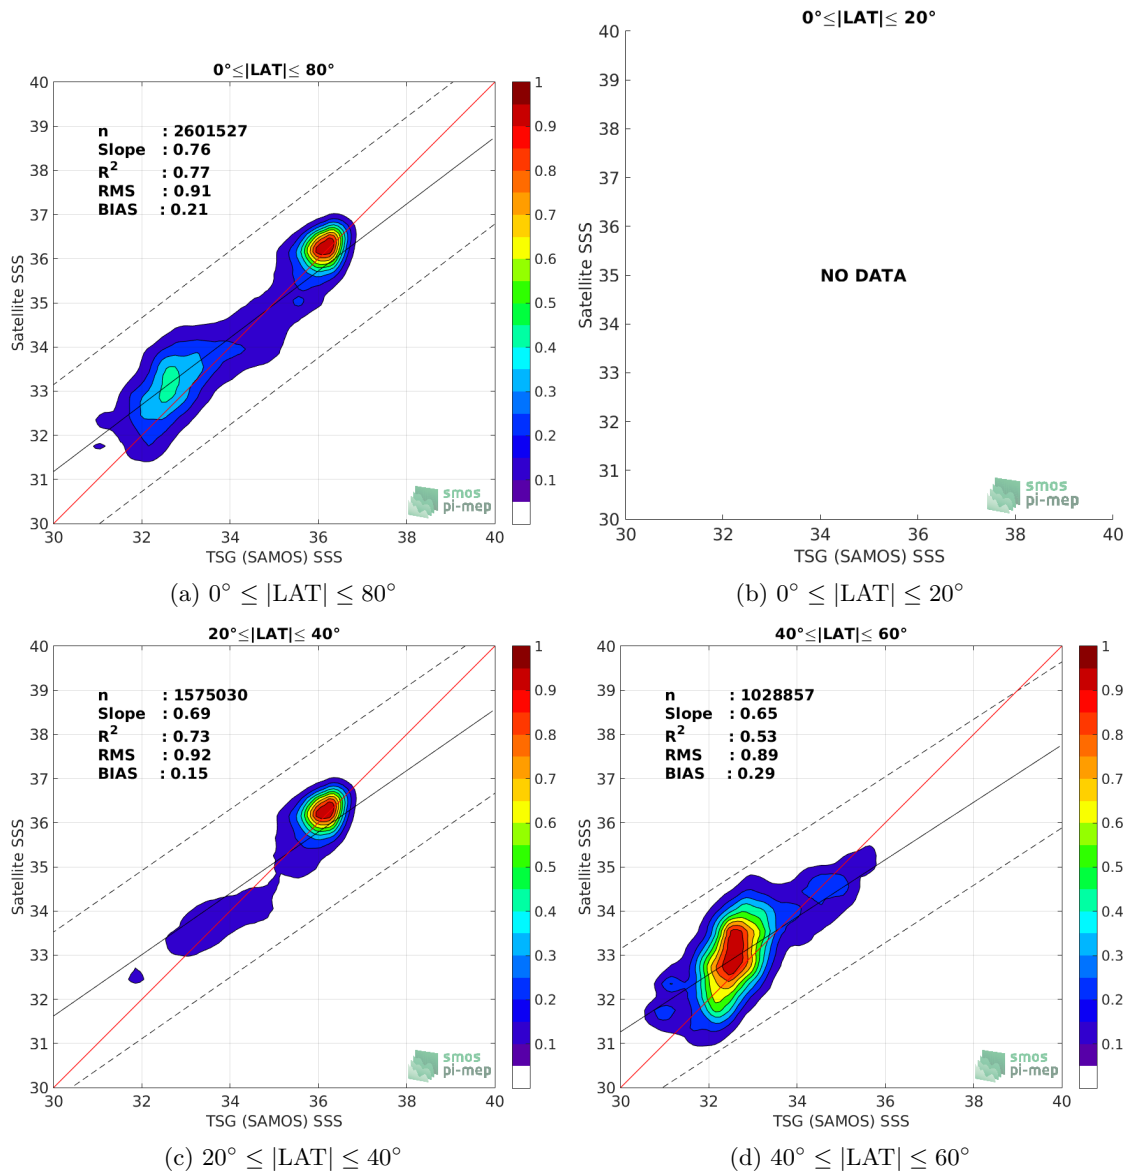 0°≤|LAT|≤ 80°
40
39
38
37
36
35
34
33
32
31
30
Satellite SSS
n : 2601527
Slope : 0.76
R² : 0.77
RMS : 0.91
BIAS : 0.21
smos
pi-mep
30 32 34 36 38 40
TSG (SAMOS) SSS
1
0.9
0.8
0.7
0.6
0.5
0.4
0.3
0.2
0.1
(a) 0° ≤ |LAT| ≤ 80°
0°≤|LAT|≤ 20°
40
39
38
37
36
35
34
33
32
31
30
Satellite SSS
NO DATA
smos
pi-mep
30 32 34 36 38 40
TSG (SAMOS) SSS
(b) 0° ≤ |LAT| ≤ 20°
20°≤|LAT|≤ 40°
40
39
38
37
36
35
34
33
32
31
30
Satellite SSS
n : 1575030
Slope : 0.69
R² : 0.73
RMS : 0.92
BIAS : 0.15
smos
pi-mep
30 32 34 36 38 40
TSG (SAMOS) SSS
1
0.9
0.8
0.7
0.6
0.5
0.4
0.3
0.2
0.1
(c) 20° ≤ |LAT| ≤ 40°
40°≤|LAT|≤ 60°
40
39
38
37
36
35
34
33
32
31
30
Satellite SSS
n : 1028857
Slope : 0.65
R² : 0.53
RMS : 0.89
BIAS : 0.29
smos
pi-mep
30 32 34 36 38 40
TSG (SAMOS) SSS
1
0.9
0.8
0.7
0.6
0.5
0.4
0.3
0.2
0.1
(d) 40° ≤ |LAT| ≤ 60°